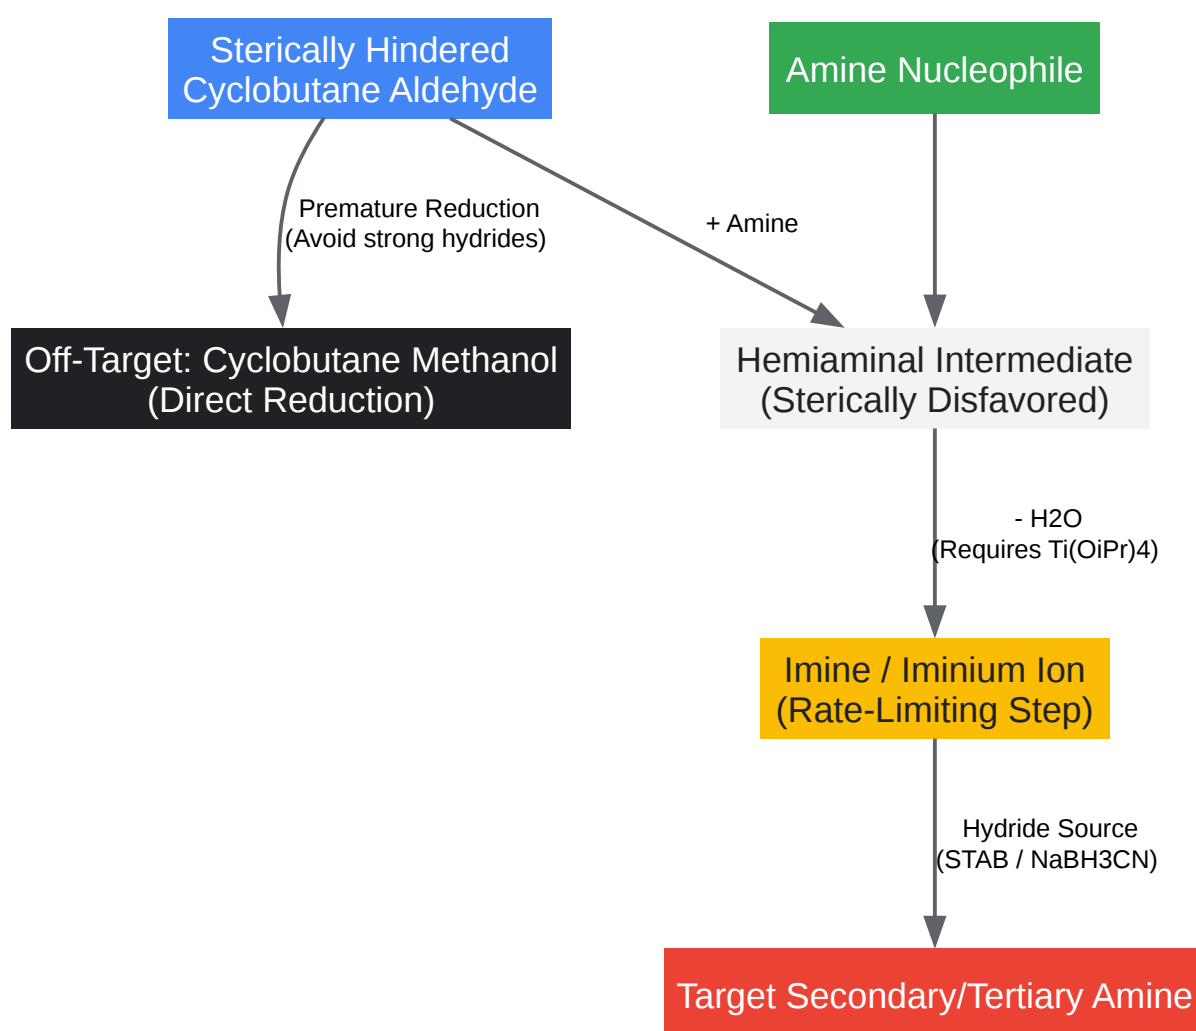 Sterically Hindered
Cyclobutane Aldehyde
Amine Nucleophile
Premature Reduction
(Avoid strong hydrides)
+ Amine
Off-Target: Cyclobutane Methanol
(Direct Reduction)
Hemiaminal Intermediate
(Sterically Disfavored)
- H2O
(Requires Ti(OiPr)4)
Imine / Iminium Ion
(Rate-Limiting Step)
Hydride Source
(STAB / NaBH3CN)
Target Secondary/Tertiary Amine